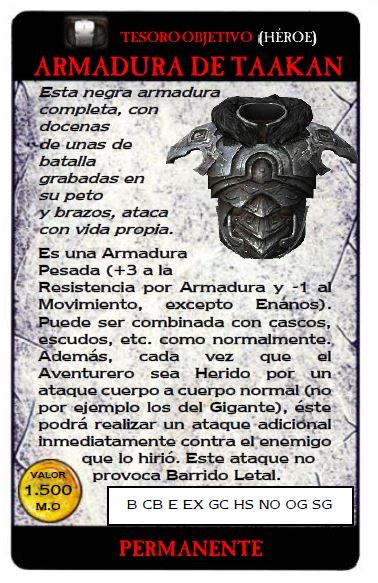 TESORO OBJETIVO (HÉROE)
ARMADURA DE TAAKAN
Esta negra armadura
completa, con
docenas
de unas de
batalla
grabadas en
su peto
y brazos, ataca
con vida propia.
Es una Armadura
Pesada (+3 a la
Resistencia por Armadura y -1 al
Movimiento, excepto Enanos).
Puede ser combinada con cascos,
escudos, etc. como normalmente.
Además, cada vez que el
Aventurero sea Herido por un
ataque cuerpo a cuerpo normal (no
por ejemplo los del Gigante), éste
podrá realizar un ataque adicional
inmediatamente contra el enemigo
que lo hirió. Este ataque no
provoca Barrido Letal.
VALOR
1.500
M.O
B CB E EX GC HS NO OG SG
PERMANENTE